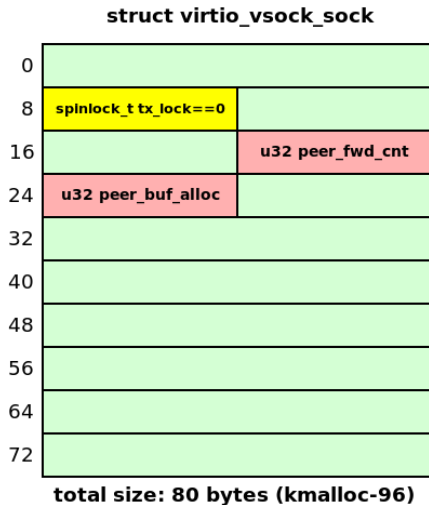 struct virtio_vsock_sock
0
8
spinlock_t tx_lock==0
16
u32 peer_fwd_cnt
24
u32 peer_buf_alloc
32
40
48
56
64
72
total size: 80 bytes (kmalloc-96)